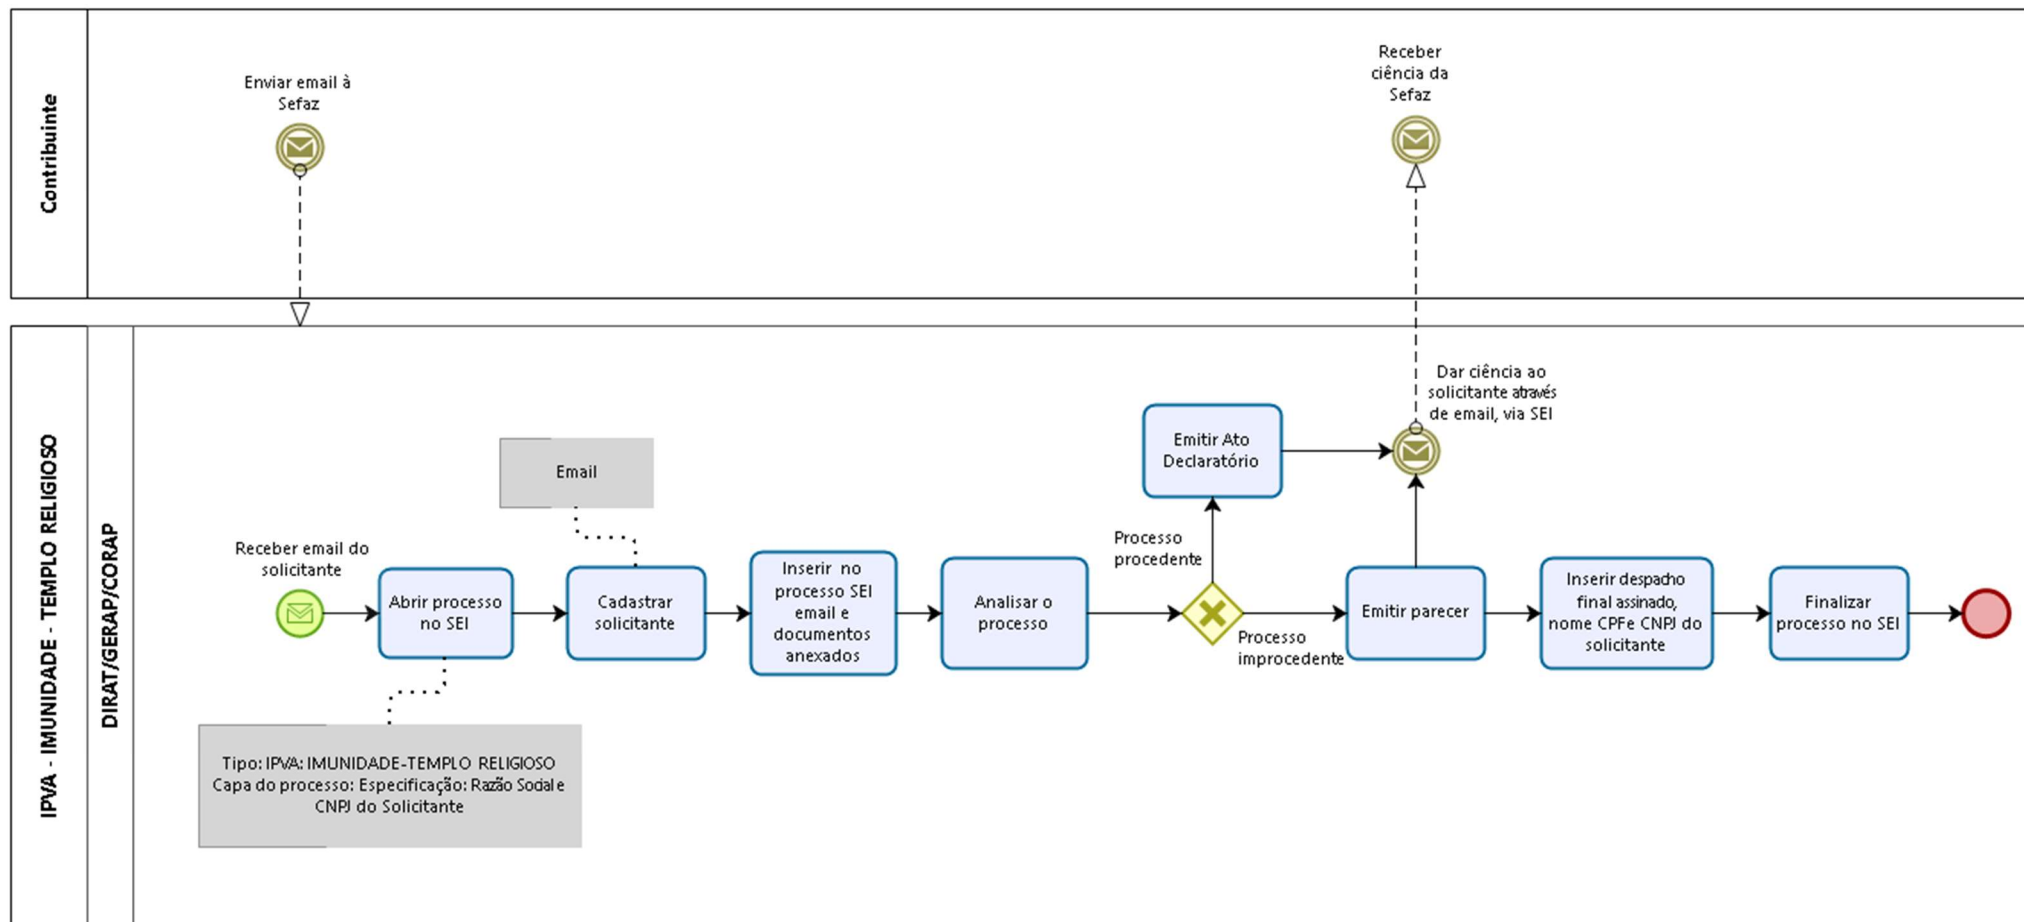 Contribuinte
Enviar email à
Sefaz
Receber
ciência da
Sefaz
IPVA - IMUNIDADE - TEMPLO RELIGIOSO
DIRAT/GERAP/CORAP
Receber email do
solicitante
Abrir processo
no SEI
Tipo: IPVA: IMUNIDADE-TEMPLO RELIGIOSO
Capa do processo: Especificação: Razão Social e
CNPJ do Solicitante
Email
Cadastrar
solicitante
Inserir no
processo SEI
email e
documentos
anexados
Analisar o
processo
Processo
procedente
Emitir Ato
Declaratório
Dar ciência ao
solicitante através
de email, via SEI
Processo
improcedente
Emitir parecer
Inserir despacho
final assinado,
nome CPF e CNPJ do
solicitante
Finalizar
processo no SEI